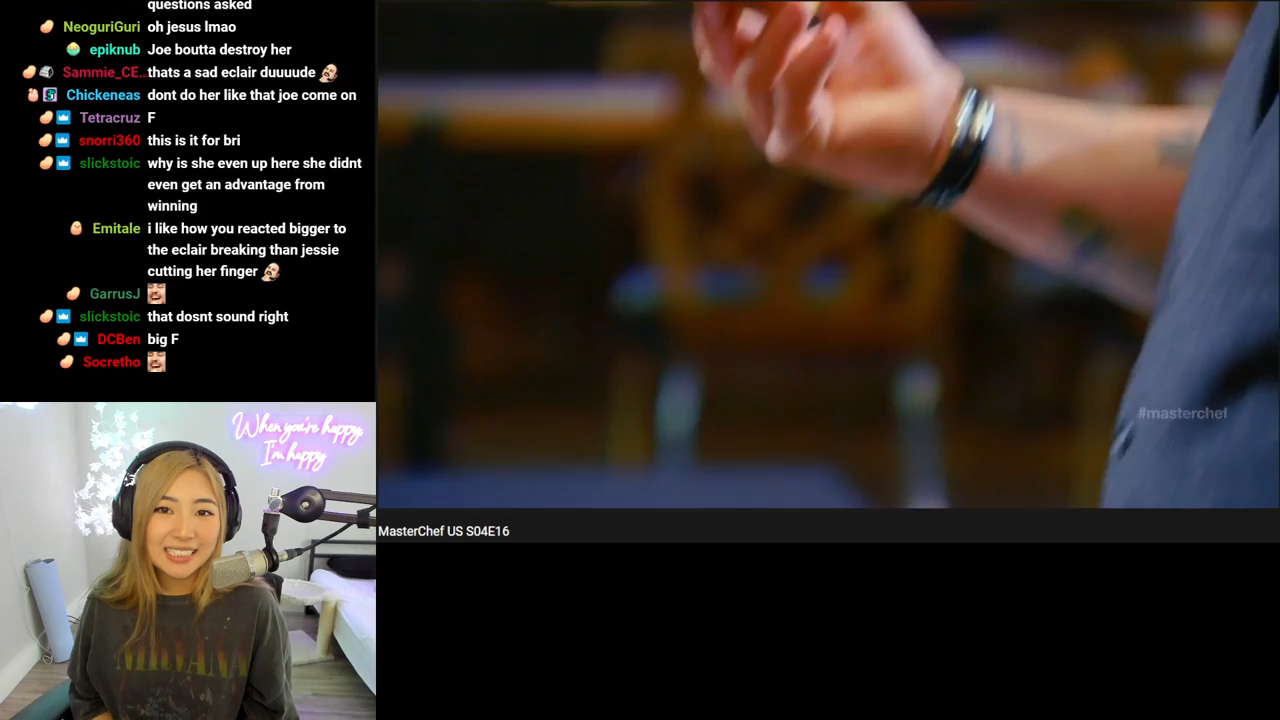 questions asked
NeoguriGuri oh jesus lmao
epiknub Joe boutta destroy her
Sammie_CE... thats a sad eclair duuuude
Chickeneas dont do her like that joe come on
Tetracruz F
snorri360 this is it for bri
slickstoic why is she even up here she didnt
even get an advantage from
winning
Emitale i like how you reacted bigger to
the eclair breaking than jessie
cutting her finger
GarrusJ
slickstoic that dosnt sound right
DCBen big F
Socretho
When you're happy,
I'm happy
NIRVANA
#masterchef
MasterChef US S04E16